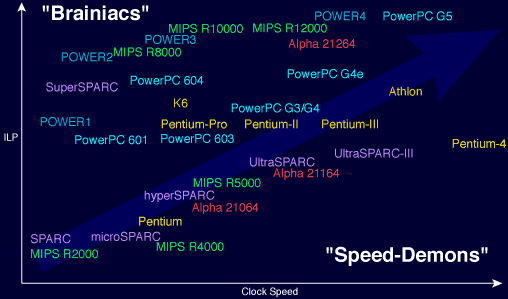 "Brainiacs"
POWER4
PowerPC G5
MIPS R10000
MIPS R12000
POWER3
Alpha 21264
MIPS R8000
POWER2
PowerPC G4e
PowerPC 604
SuperSPARC
Athlon
K6
PowerPC G3/G4
POWER1
Pentium-Pro
Pentium-II
Pentium-III
ILP
PowerPC 601
PowerPC 603
Pentium-4
UltraSPARC-III
UltraSPARC
Alpha 21164
MIPS R5000
hyperSPARC
Alpha 21064
Pentium
SPARC
microSPARC
MIPS R4000
MIPS R2000
"Speed-Demons"
Clock Speed